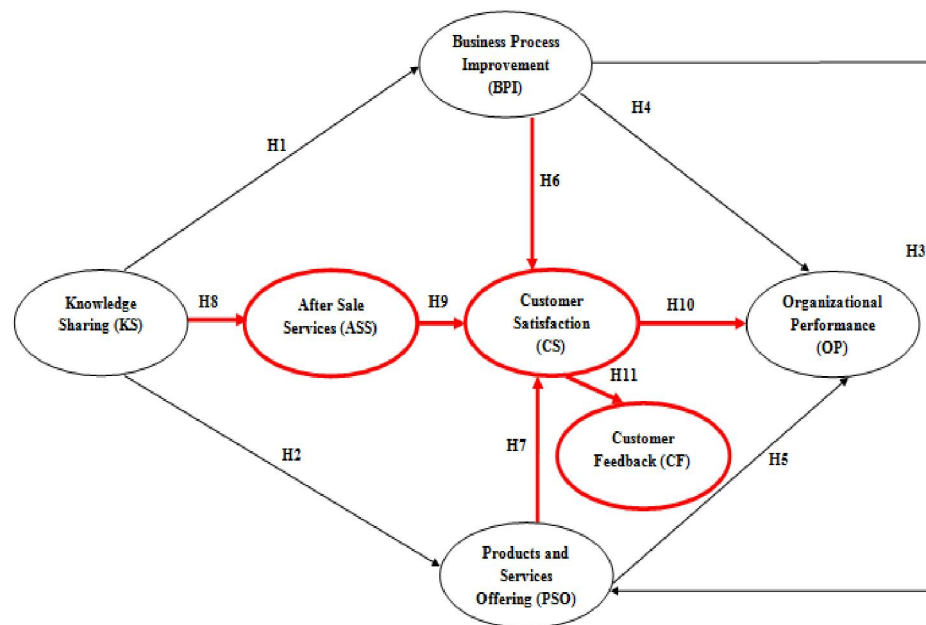 Business Process
Improvement
(BPI)
H1
H4
H6
H3
Knowledge
Sharing (KS)
H8
After Sale
Services (ASS)
H9
Customer
Satisfaction
(CS)
H10
Organizational
Performance
(OP)
H11
H2
H7
Customer
Feedback (CF)
H5
Products and
Services
Offering (PSO)